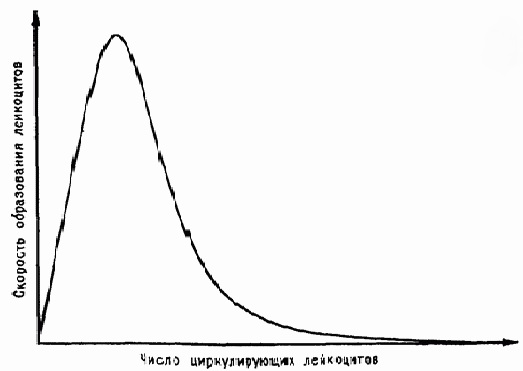 Скорость образования лейкоцитов
Число циркулирующих лейкоцитов